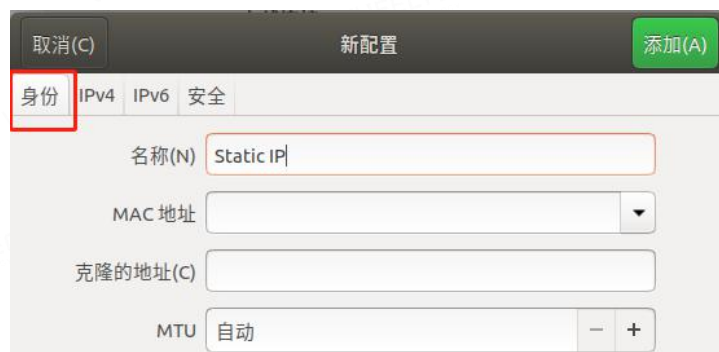 取消(C) 新配置 添加(A)
身份 IPv4 IPv6 安全
名称(N) Static IP
MAC 地址
克隆的地址(C)
MTU 自动 − +